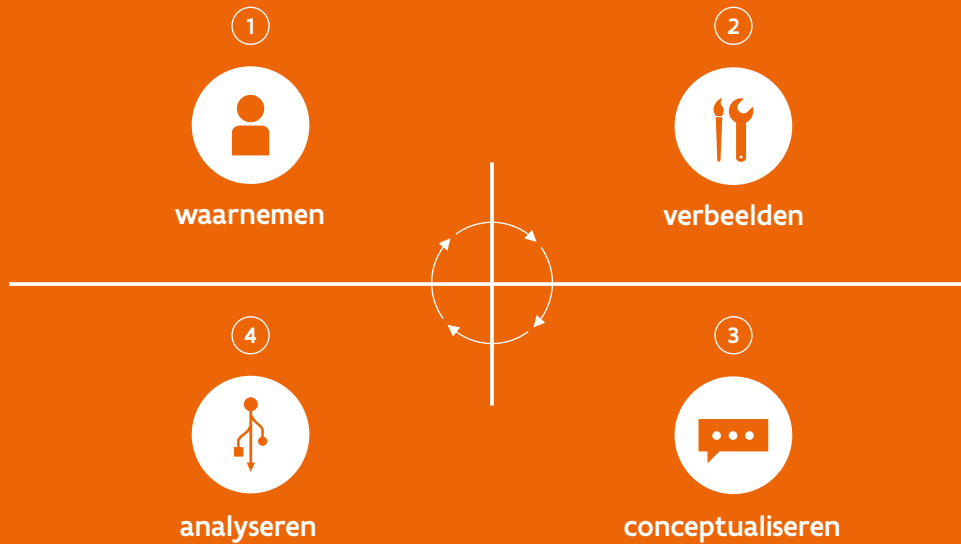 1
2
waarnemen
verbeelden
4
3
analyseren
conceptualiseren